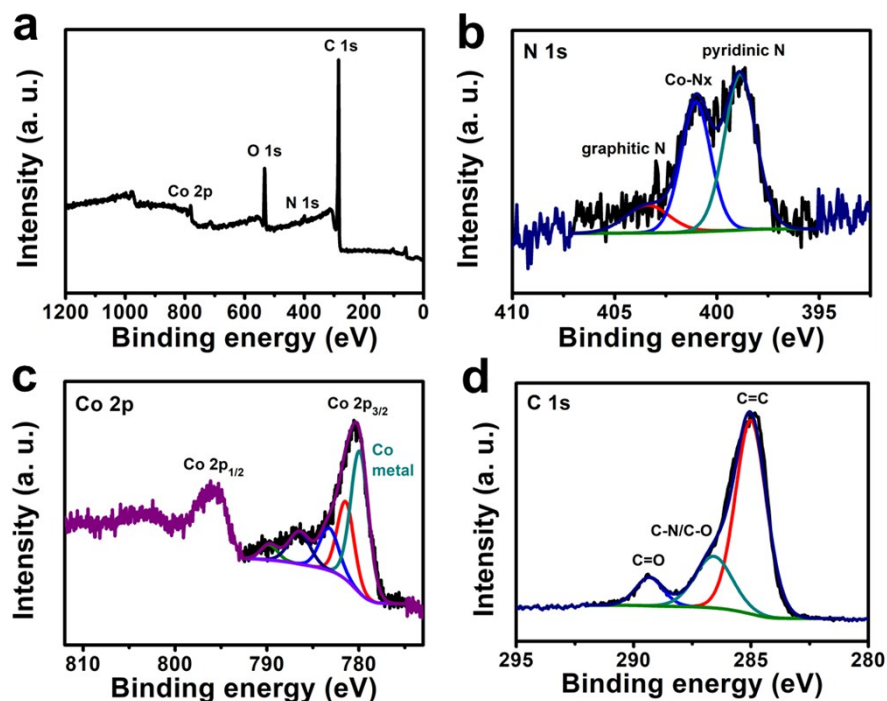 a
C 1s
O 1s
Co 2p
N 1s
Intensity (a. u.)
1200 1000 800 600 400 200 0
Binding energy (eV)
b
N 1s
pyridinic N
Co-Nx
graphitic N
Intensity (a. u.)
410 405 400 395
Binding energy (eV)
c
Co 2p
Co 2p3/2
Co
metal
Co 2p1/2
Intensity (a. u.)
810 800 790 780
Binding energy (eV)
d
C 1s
C=C
C-N/C-O
C=O
Intensity (a. u.)
295 290 285 280
Binding energy (eV)